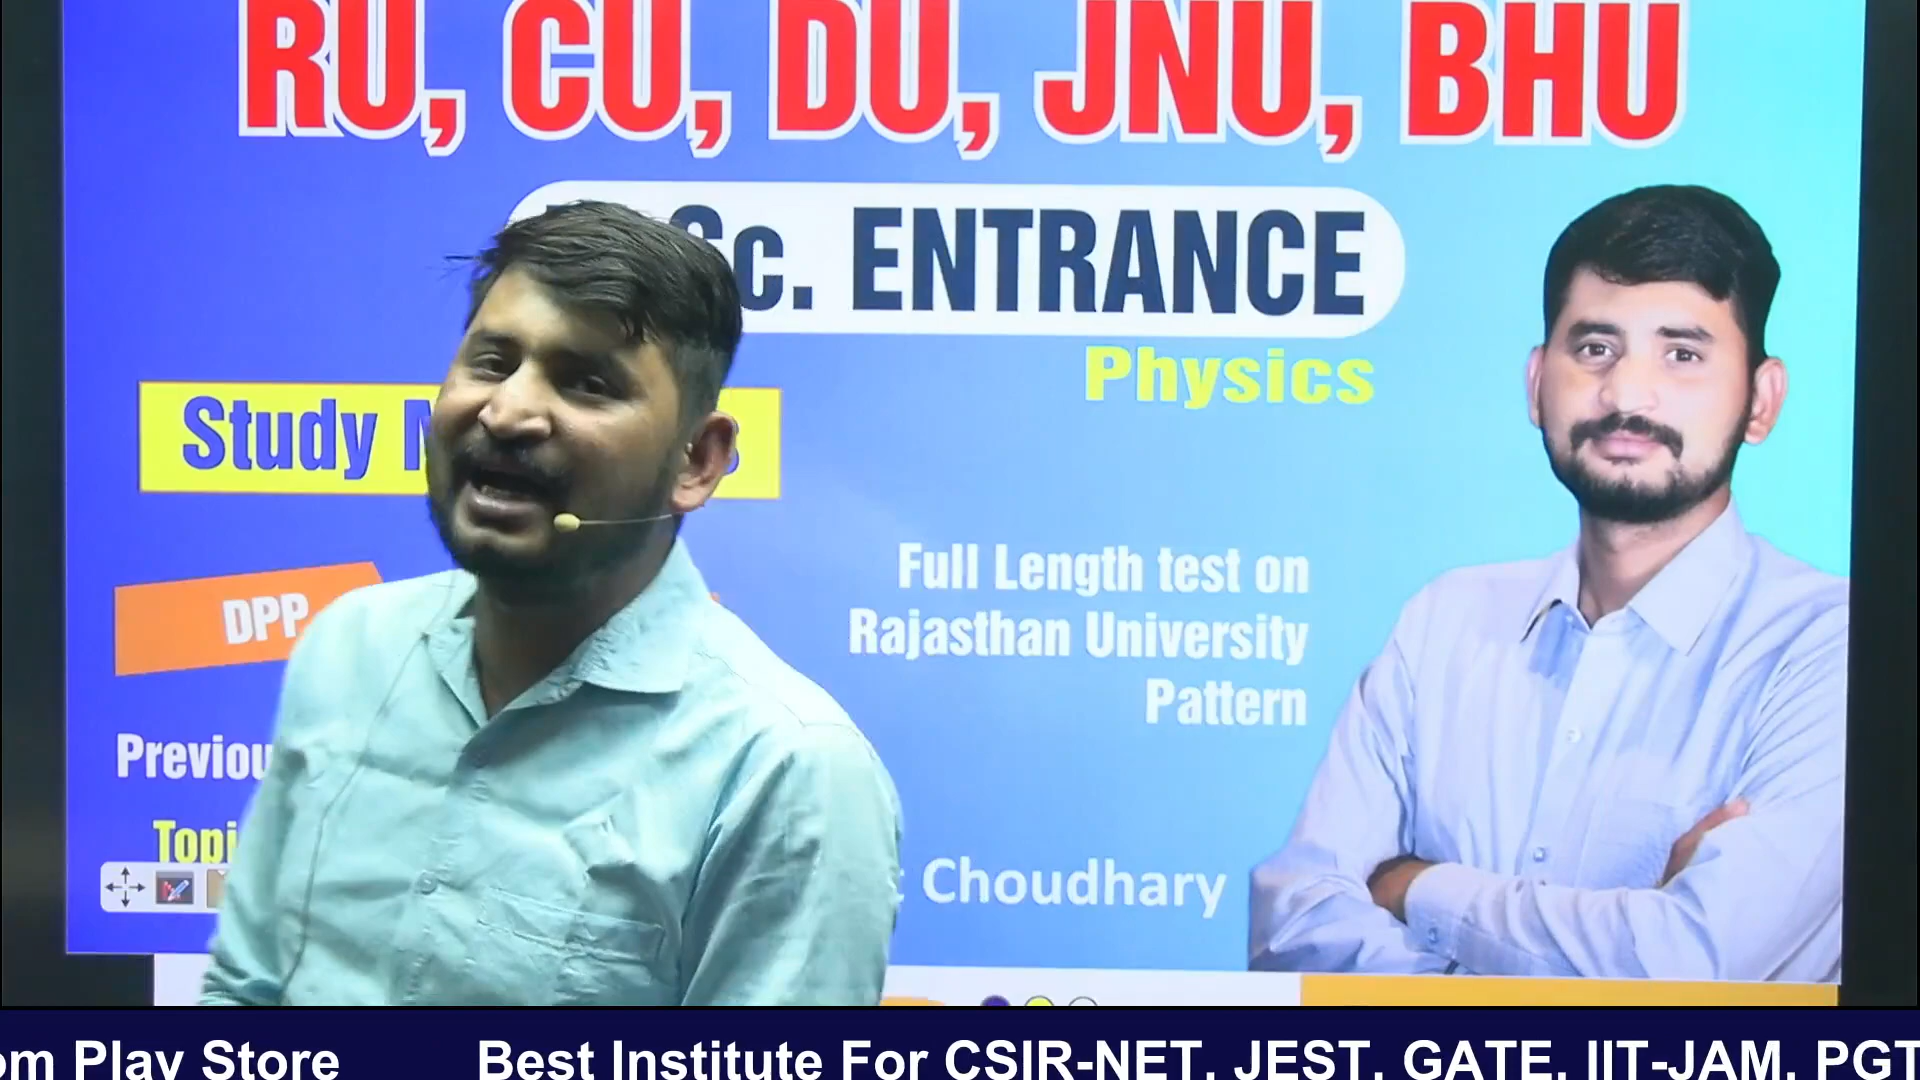 RU, CU, DU, JNU, BHU
Sc. ENTRANCE
Physics
Study
DPP
Full Length test on
Rajasthan University
Pattern
Choudhary
Play Store
Best Institute For CSIR-NET, JEST, GATE, IIT-JAM, PGT